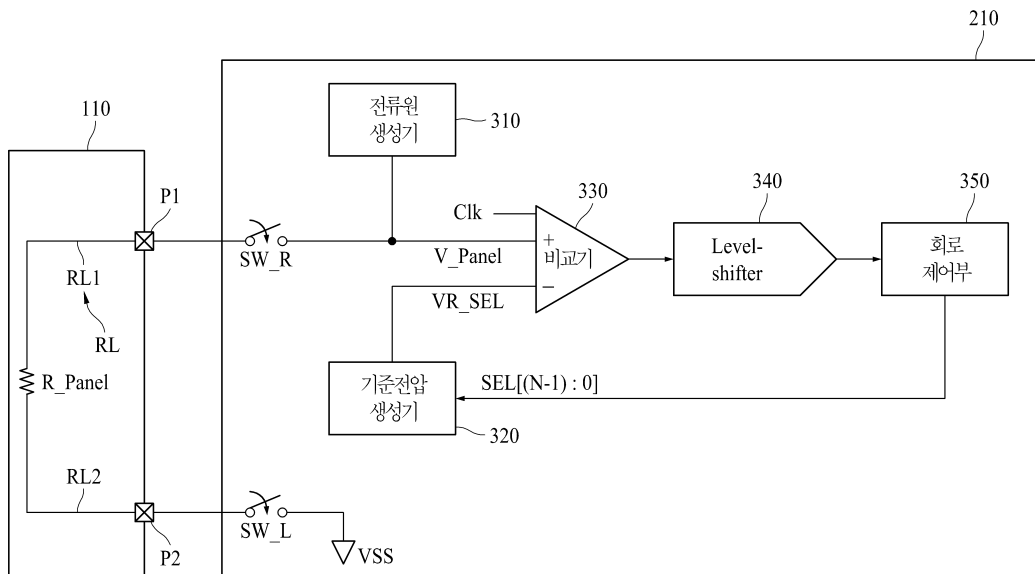 210
110
전류원
생성기
310
P1
330
340
350
Clk
SW_R
+
V_Panel
비교기
Level-
shifter
회로
제어부
RL1
RL
VR_SEL
−
R_Panel
기준전압
생성기
SEL[(N-1) : 0]
320
RL2
P2
SW_L
VSS